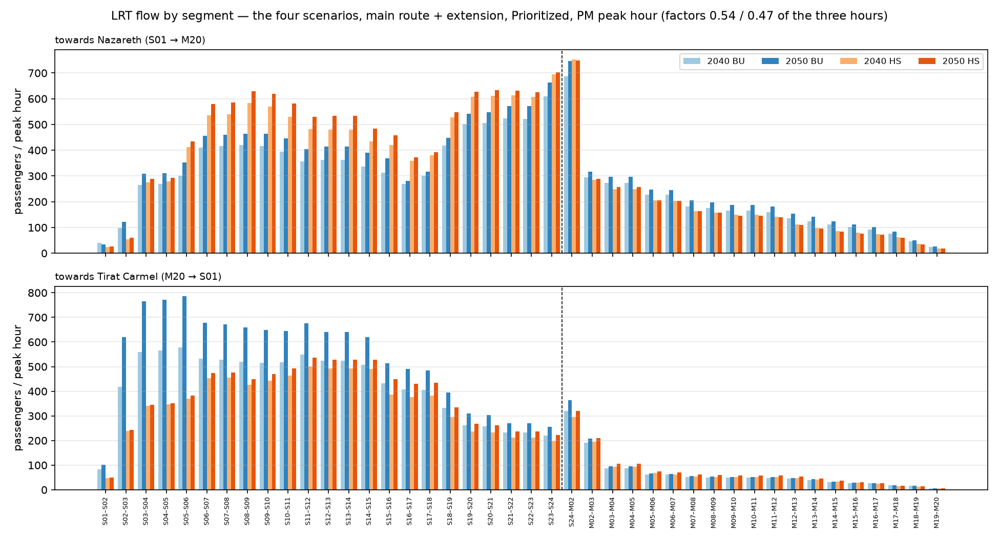 LRT flow by segment — the four scenarios, main route + extension, Prioritized, PM peak hour (factors 0.54 / 0.47 of the three hours)
towards Nazareth (S01 → M20)
2040 BU 2050 BU 2040 HS 2050 HS
passengers / peak hour
700
600
500
400
300
200
100
0
towards Tirat Carmel (M20 → S01)
passengers / peak hour
800
700
600
500
400
300
200
100
0
S01–S02
S02–S03
S03–S04
S04–S05
S05–S06
S06–S07
S07–S08
S08–S09
S09–S10
S10–S11
S11–S12
S12–S13
S13–S14
S14–S15
S15–S16
S16–S17
S17–S18
S18–S19
S19–S20
S20–S21
S21–S22
S22–S23
S23–S24
S24–M02
M02–M03
M03–M04
M04–M05
M05–M06
M06–M07
M07–M08
M08–M09
M09–M10
M10–M11
M11–M12
M12–M13
M13–M14
M14–M15
M15–M16
M16–M17
M17–M18
M18–M19
M19–M20